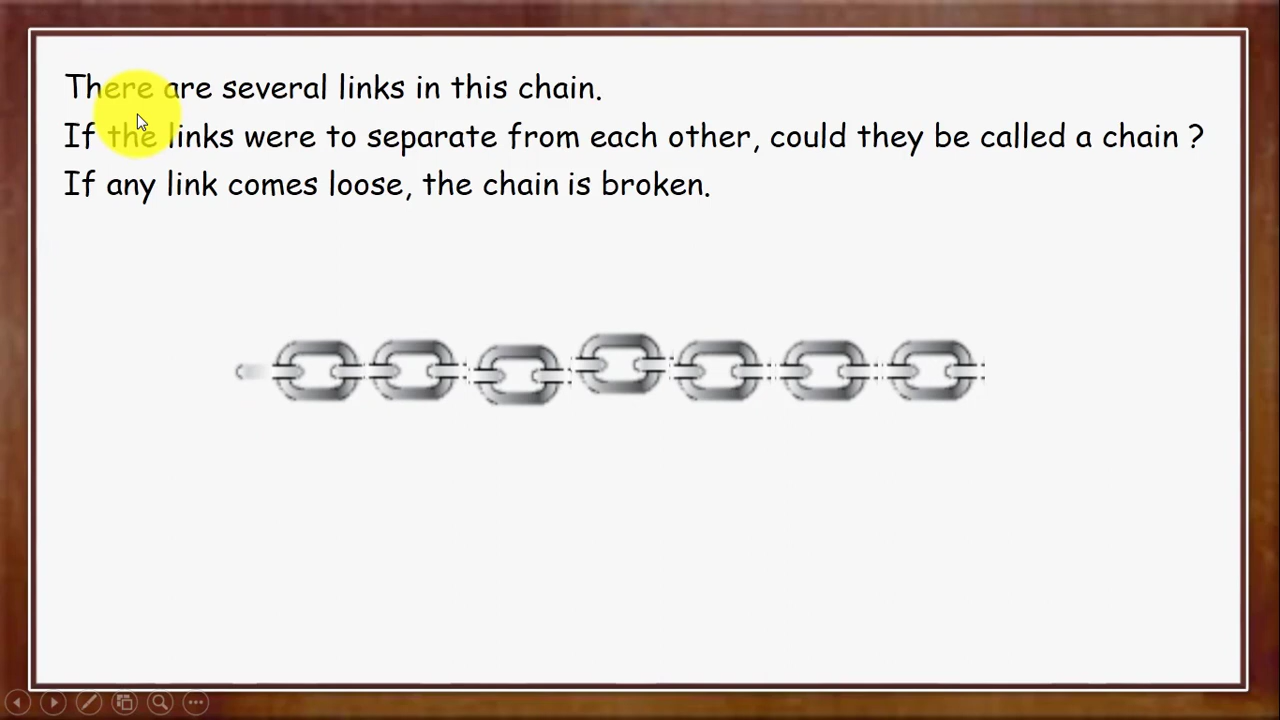 There are several links in this chain.
If the links were to separate from each other, could they be called a chain ?
If any link comes loose, the chain is broken.